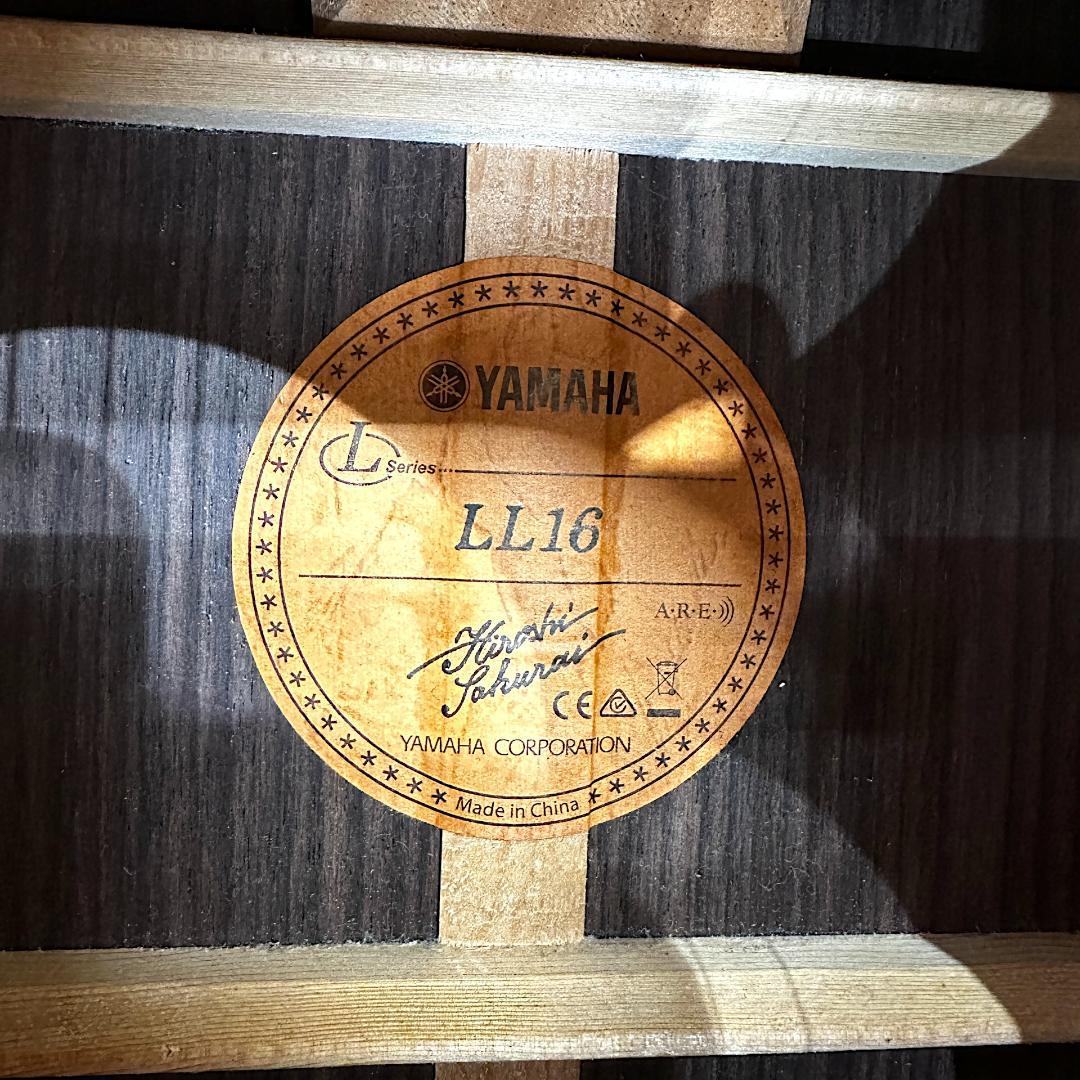 YAMAHA
L Series....
LL16
A·R·E·)))
Hiroshi
Sakurai
CE
YAMAHA CORPORATION
Made in China